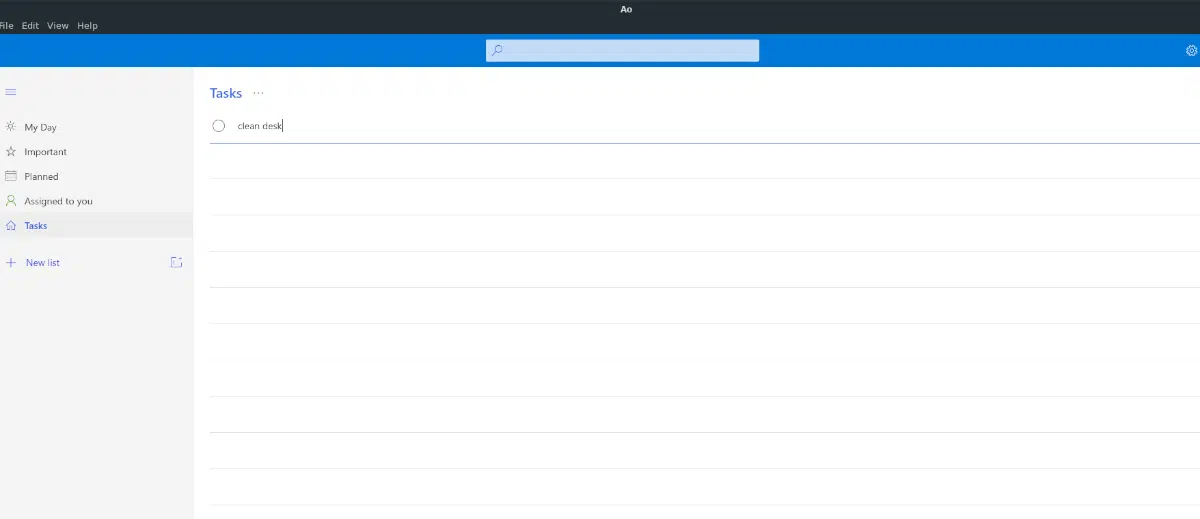 Ao
File Edit View Help
Tasks ···
clean desk
My Day
Important
Planned
Assigned to you
Tasks
New list